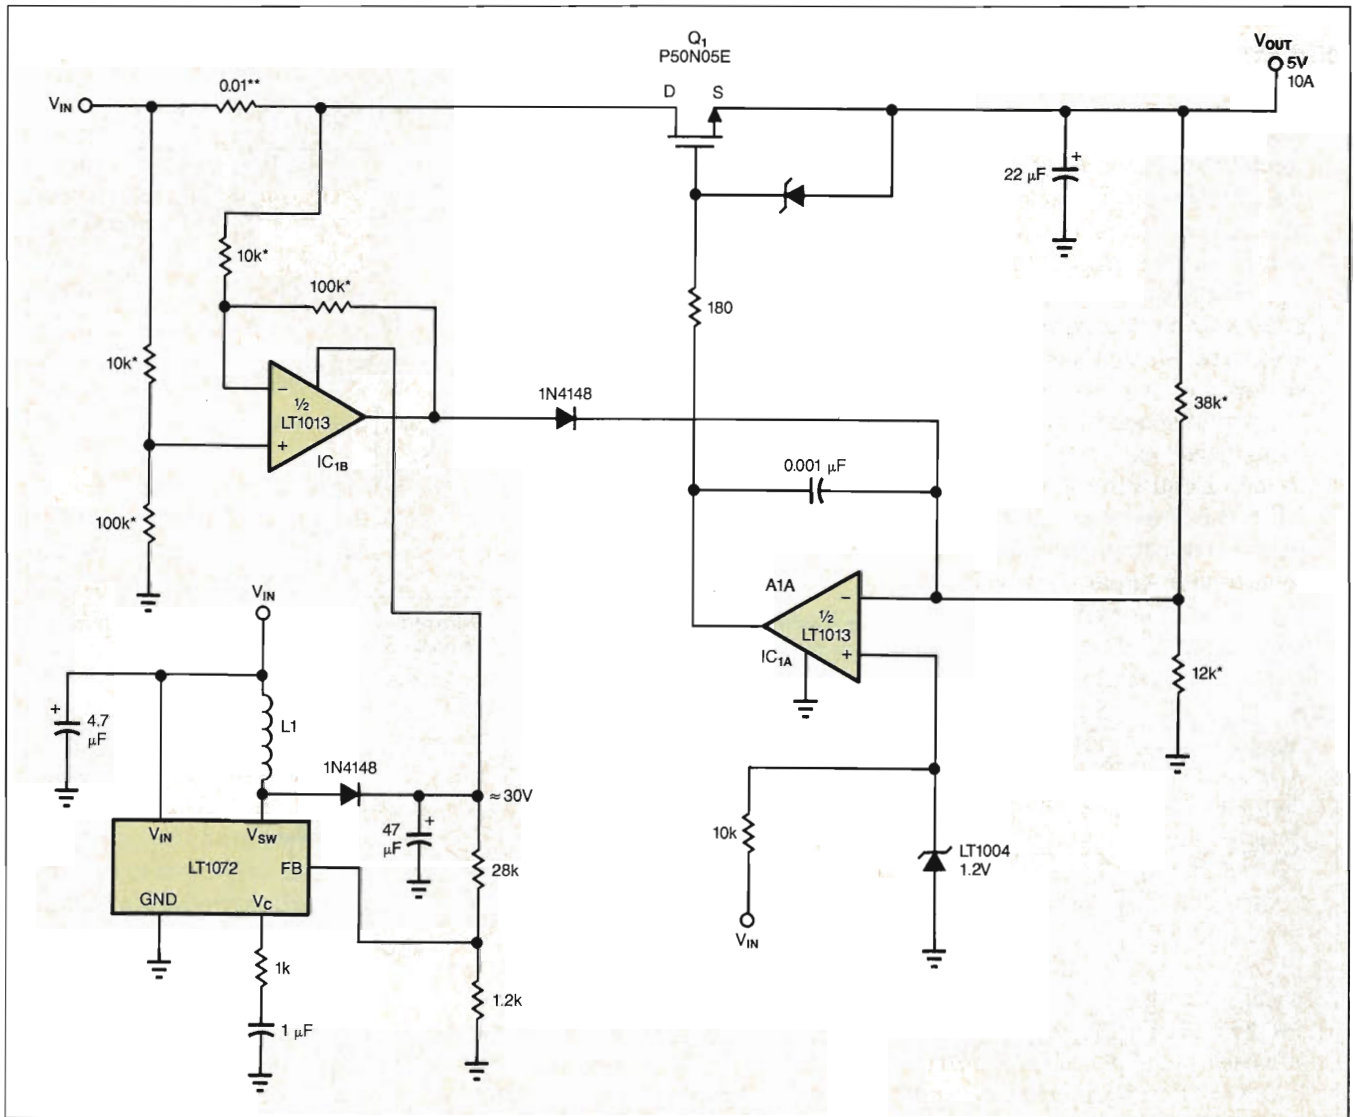 Q1
P50N05E
VOUT
5V
10A
VIN
0.01**
D
S
22 µF
+
10k*
100k*
180
10k*
38k*
−
½
LT1013
+
IC1B
1N4148
0.001 µF
100k*
A1A
−
½
LT1013
+
IC1A
12k*
VIN
+
4.7
µF
L1
1N4148
≈30V
47
µF
+
10k
VIN
LT1004
1.2V
VIN
VSW
LT1072
FB
GND
VC
28k
1k
1.2k
1 µF